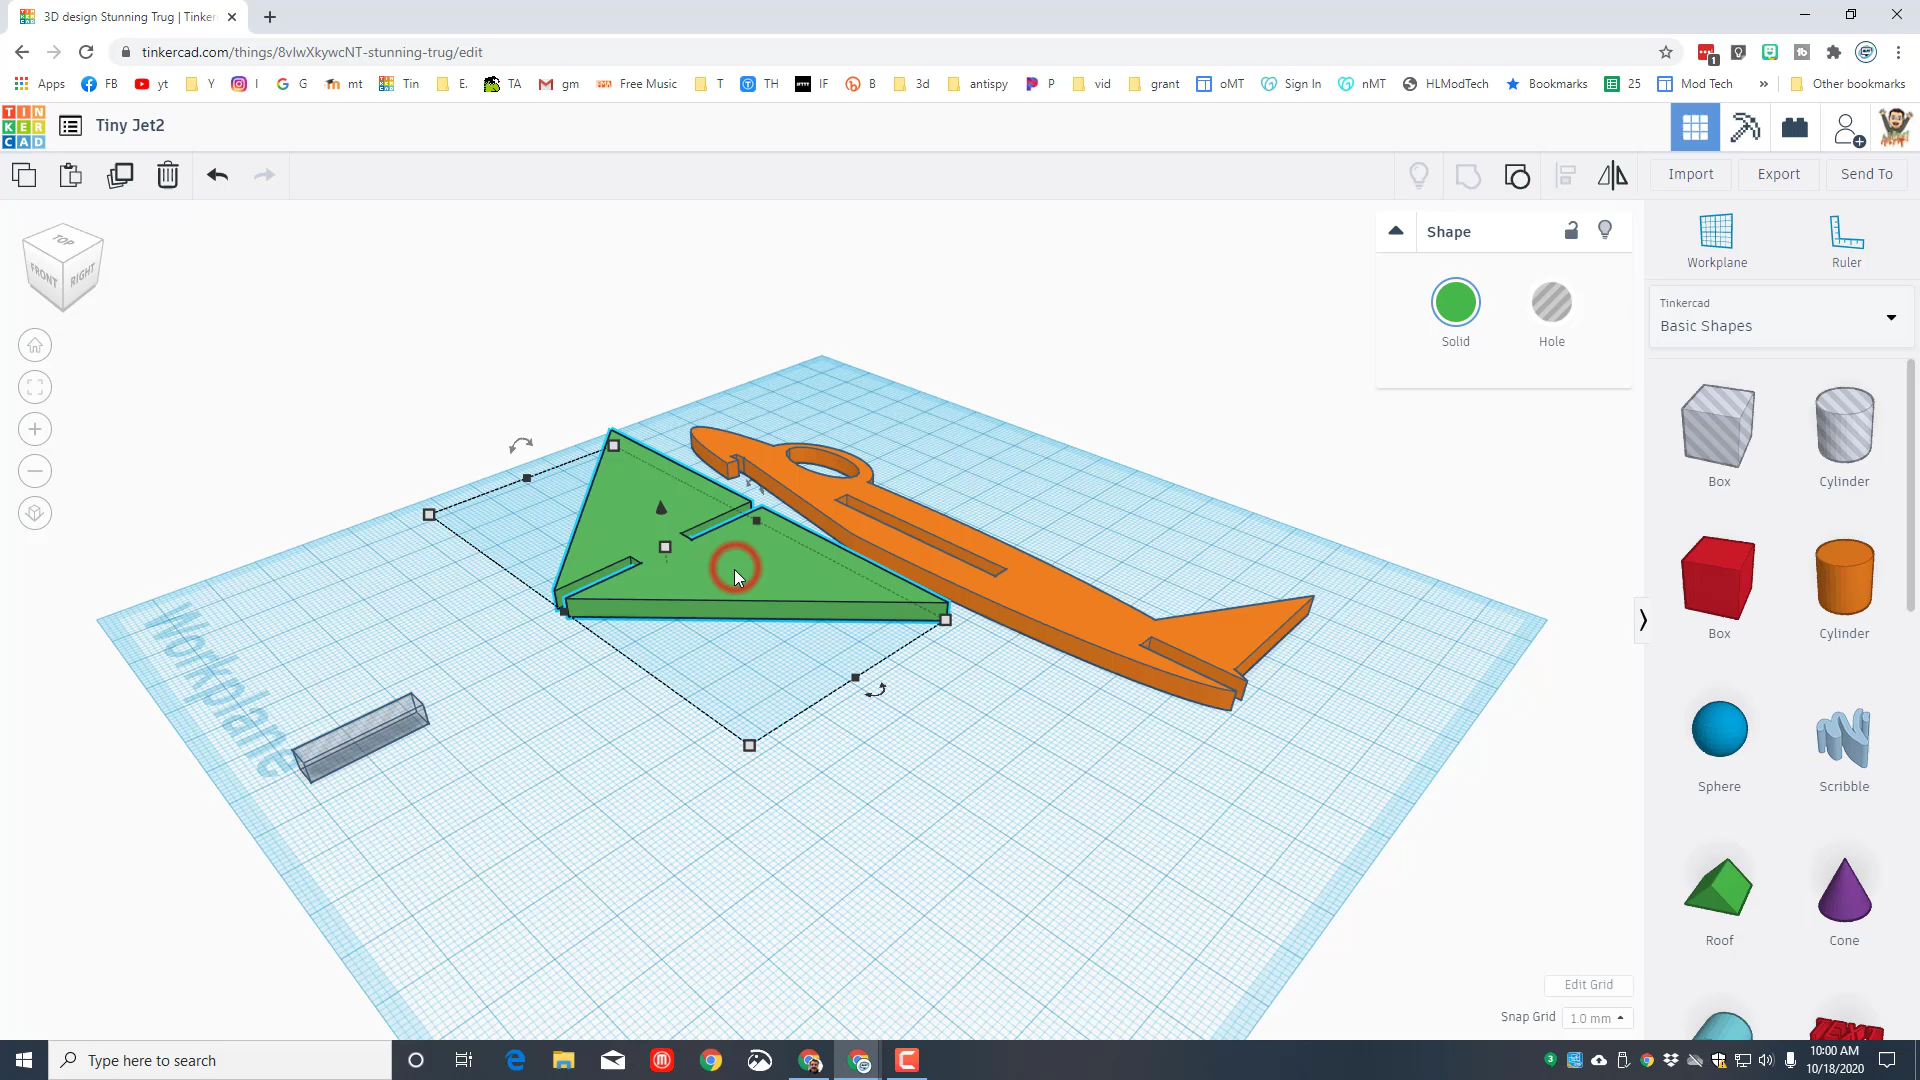 3D design Stunning Trug | Tinker
tinkercad.com/things/8vlwXkywcNT-stunning-trug/edit
1
Apps FB yt Y I G mt Tin E. TA gm Free Music T TH IF B 3d antispy P vid grant oMT Sign In nMT HLModTech Bookmarks 25 Mod Tech » Other bookmarks
TIN
KER
CAD
Tiny Jet2
Import Export Send To
TOP
FRONT RIGHT
Shape
Solid Hole
Workplane Ruler
Tinkercad
Basic Shapes
Box Cylinder
Box Cylinder
Sphere Scribble
Roof Cone
TEXT
Workplane
Edit Grid
Snap Grid 1.0 mm
Type here to search
3
10:00 AM
10/18/2020